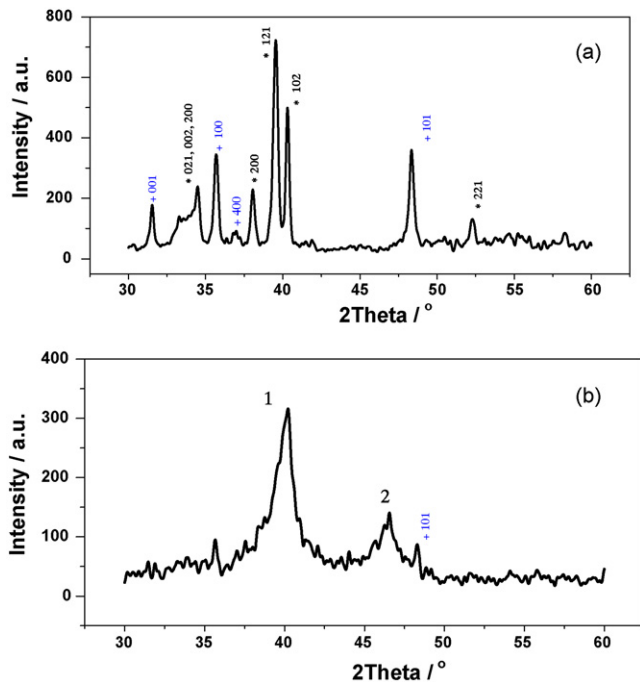 (a)
Intensity / a.u.
800
600
400
200
0
+ 001
* 021, 002, 200
+ 100
+ 400
* 200
* 121
* 102
+ 101
* 221
30 35 40 45 50 55 60
2Theta / °
(b)
Intensity / a.u.
400
300
200
100
0
1
2
+ 101
30 35 40 45 50 55 60
2Theta / °